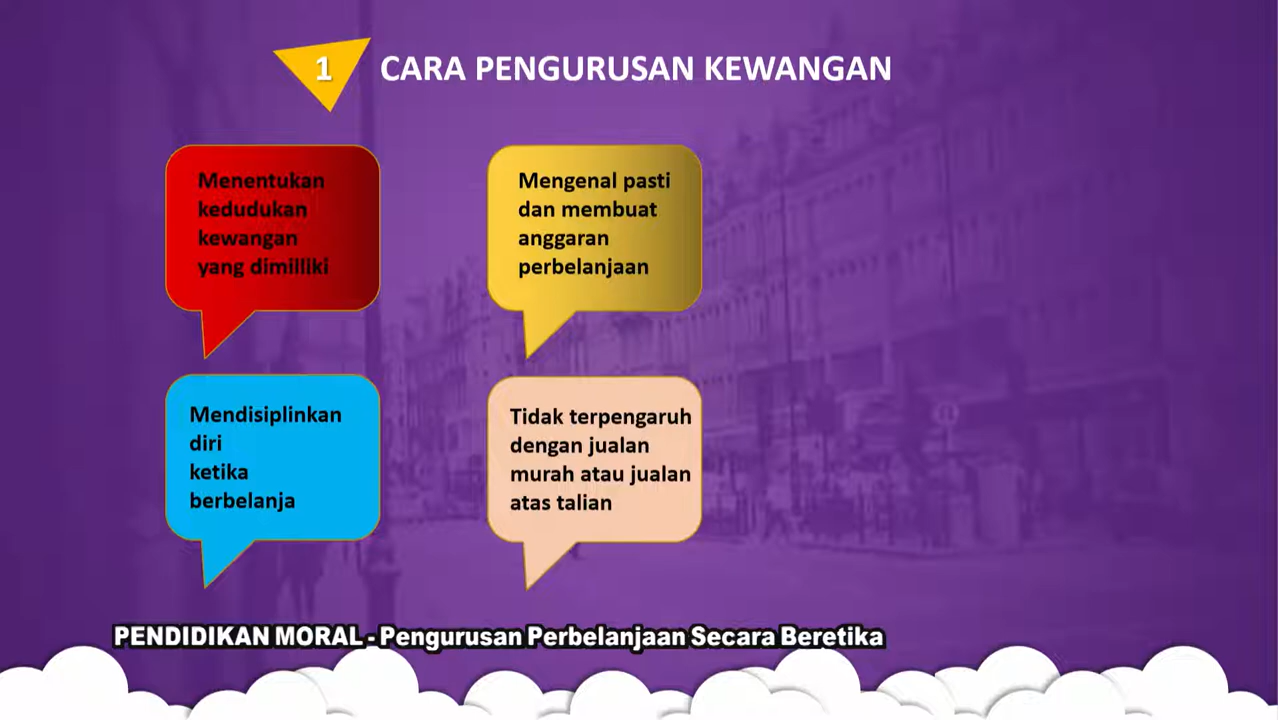 1 CARA PENGURUSAN KEWANGAN
Menentukan
kedudukan
kewangan
yang dimilliki
Mengenal pasti
dan membuat
anggaran
perbelanjaan
Mendisiplinkan
diri
ketika
berbelanja
Tidak terpengaruh
dengan jualan
murah atau jualan
atas talian
PENDIDIKAN MORAL - Pengurusan Perbelanjaan Secara Beretika